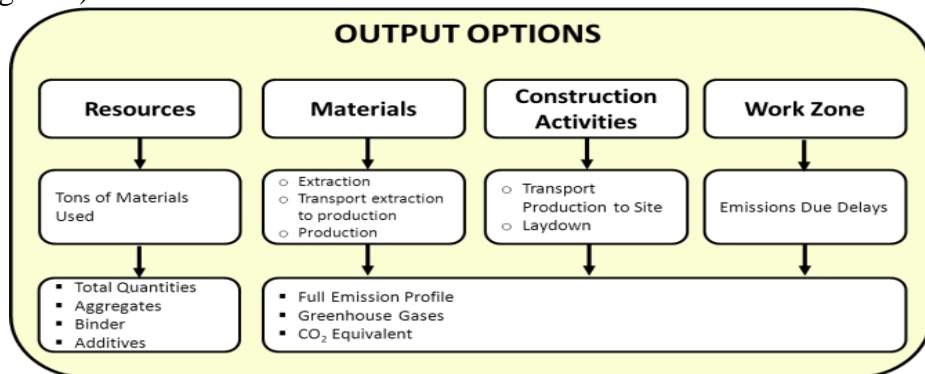 OUTPUT OPTIONS
Resources
Materials
Construction
Activities
Work Zone
Tons of Materials
Used
○ Extraction
○ Transport extraction
to production
○ Production
○ Transport
Production to Site
○ Laydown
Emissions Due Delays
▪ Total Quantities
▪ Aggregates
▪ Binder
▪ Additives
▪ Full Emission Profile
▪ Greenhouse Gases
▪ CO₂ Equivalent